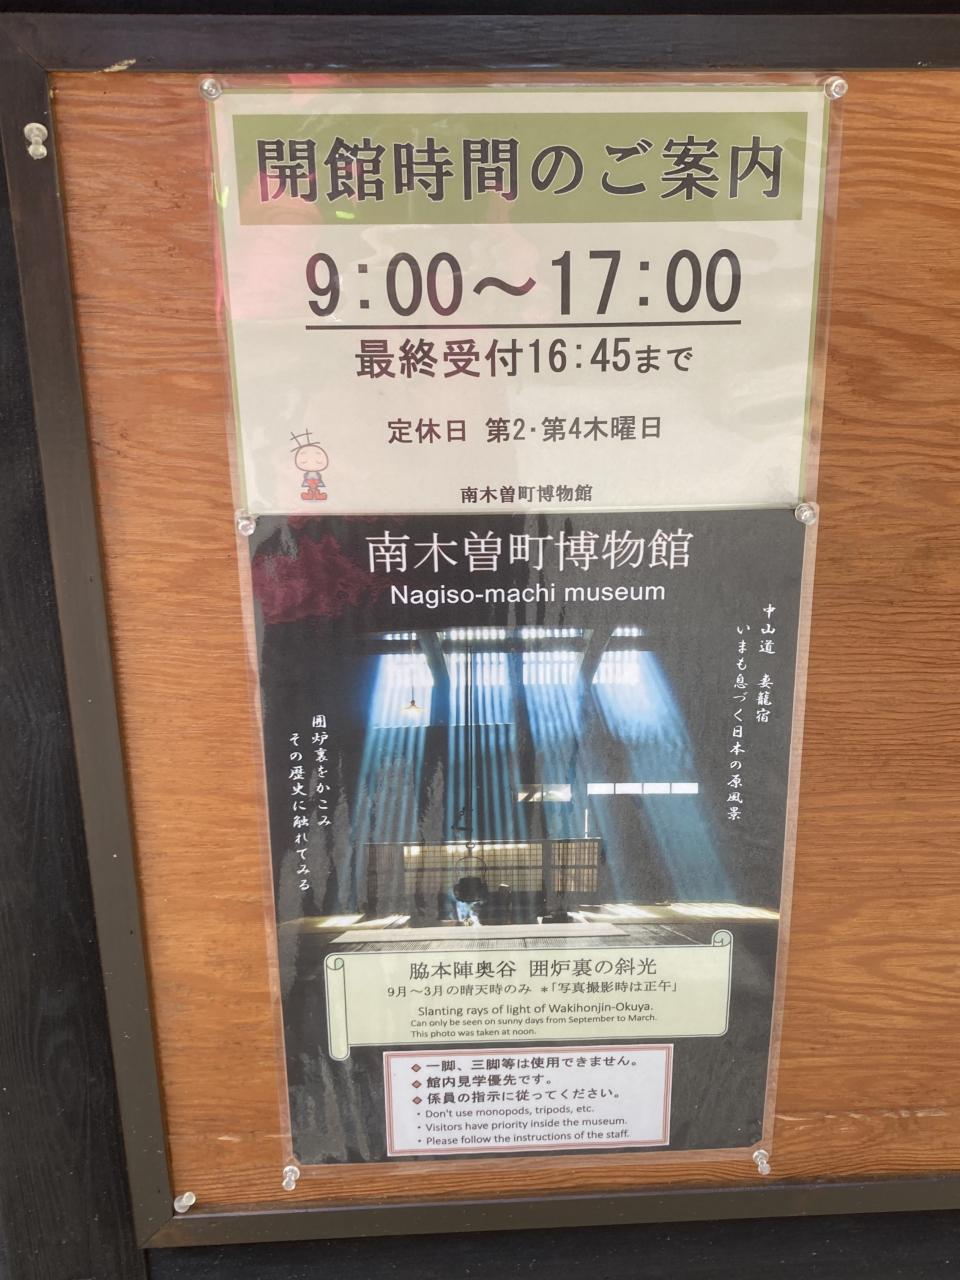 開館時間のご案内
9:00～17:00
最終受付16:45まで
定休日 第2・第4木曜日
南木曽町博物館
南木曽町博物館
Nagiso-machi museum
中山道 妻籠宿
いまも息づく日本の原風景
囲炉裏をかこみ
その歴史に触れてみる
脇本陣奥谷 囲炉裏の斜光
9月～3月の晴天時のみ ＊「写真撮影時は正午」
Slanting rays of light of Wakihonjin-Okuya.
Can only be seen on sunny days from September to March.
This photo was taken at noon.
◆ 一脚、三脚等は使用できません。
◆ 館内見学優先です。
◆ 係員の指示に従ってください。
・Don't use monopods, tripods, etc.
・Visitors have priority inside the museum.
・Please follow the instructions of the staff.